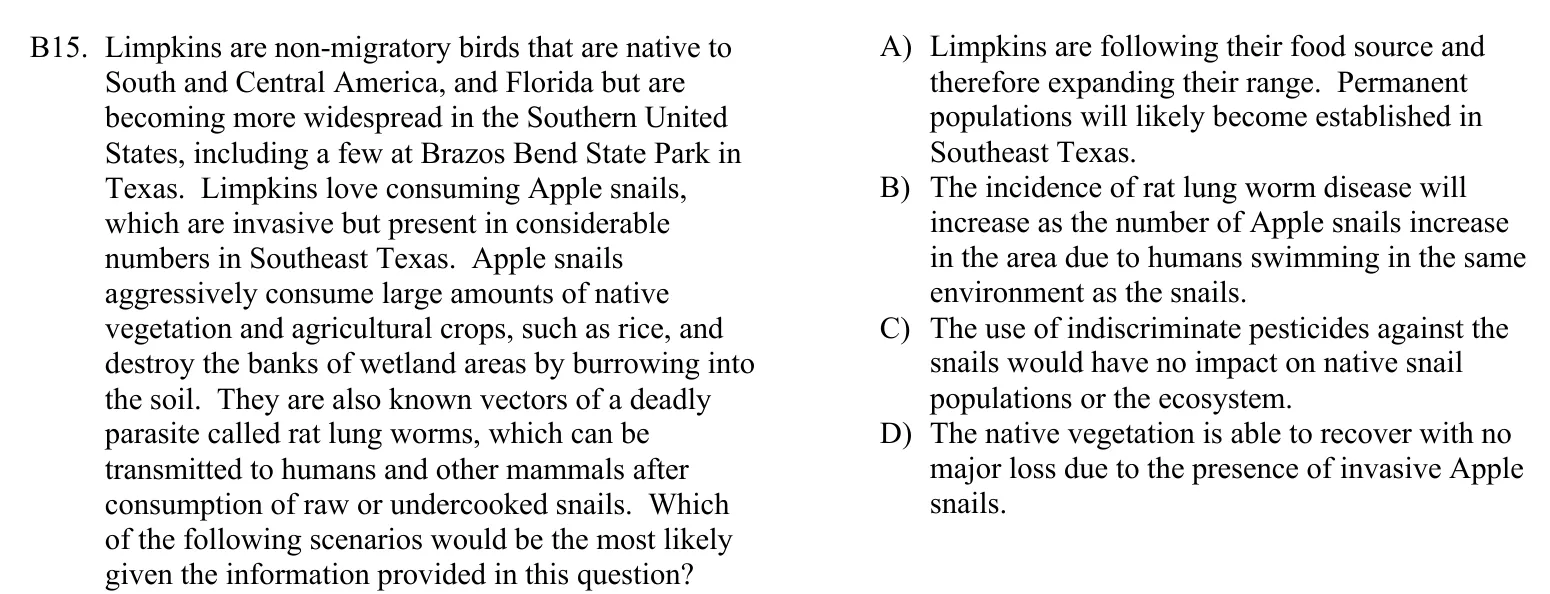 B15. Limpkins are non-migratory birds that are native to
South and Central America, and Florida but are
becoming more widespread in the Southern United
States, including a few at Brazos Bend State Park in
Texas.  Limpkins love consuming Apple snails,
which are invasive but present in considerable
numbers in Southeast Texas.  Apple snails
aggressively consume large amounts of native
vegetation and agricultural crops, such as rice, and
destroy the banks of wetland areas by burrowing into
the soil.  They are also known vectors of a deadly
parasite called rat lung worms, which can be
transmitted to humans and other mammals after
consumption of raw or undercooked snails.  Which
of the following scenarios would be the most likely
given the information provided in this question?
A) Limpkins are following their food source and
therefore expanding their range.  Permanent
populations will likely become established in
Southeast Texas.
B) The incidence of rat lung worm disease will
increase as the number of Apple snails increase
in the area due to humans swimming in the same
environment as the snails.
C) The use of indiscriminate pesticides against the
snails would have no impact on native snail
populations or the ecosystem.
D) The native vegetation is able to recover with no
major loss due to the presence of invasive Apple
snails.